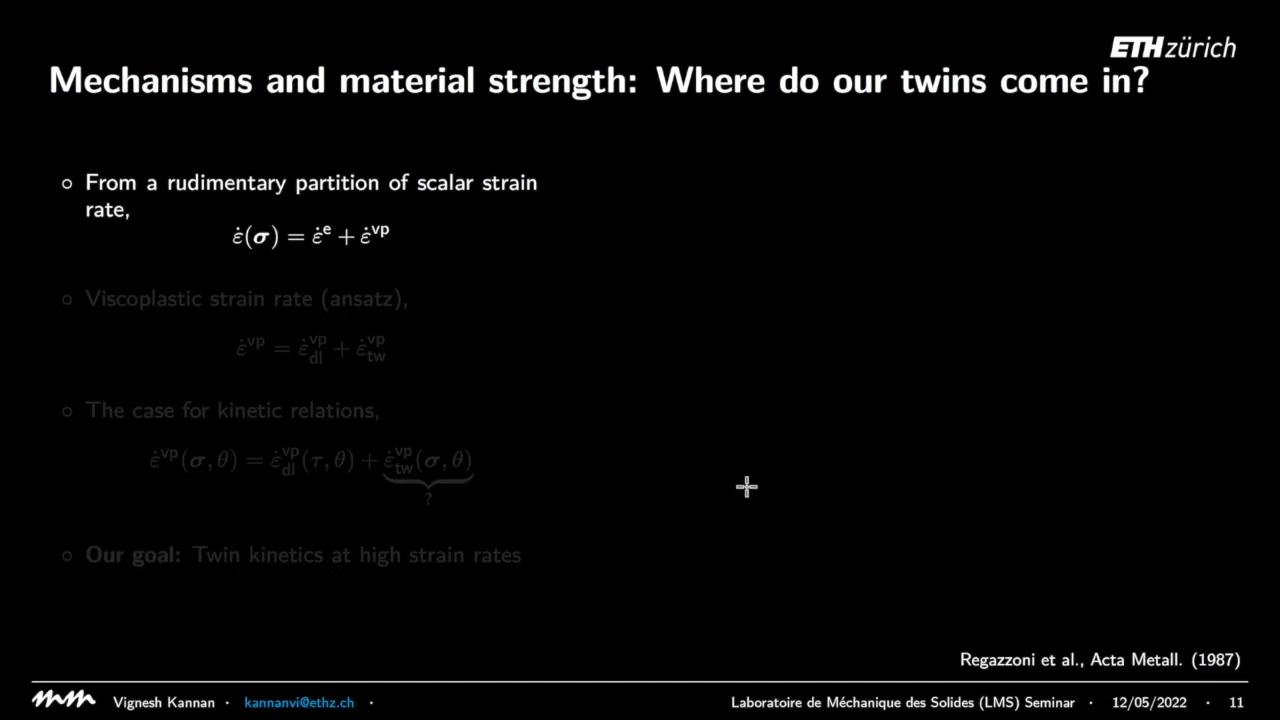 ETH zürich
Mechanisms and material strength: Where do our twins come in?
○ From a rudimentary partition of scalar strain
rate,
ε̇(σ) = ε̇ᵉ + ε̇ᵛᵖ
○ Viscoplastic strain rate (ansatz),
ε̇^vp = ε̇^vp_dl + ε̇^vp_tw
○ The case for kinetic relations,
ε̇^vp(σ, θ) = ε̇^vp_dl(τ, θ) + ε̇^vp_tw(σ, θ)
?
○ Our goal: Twin kinetics at high strain rates
Regazzoni et al., Acta Metall. (1987)
Vignesh Kannan · kannanvi@ethz.ch · Laboratoire de Méchanique des Solides (LMS) Seminar · 12/05/2022 · 11